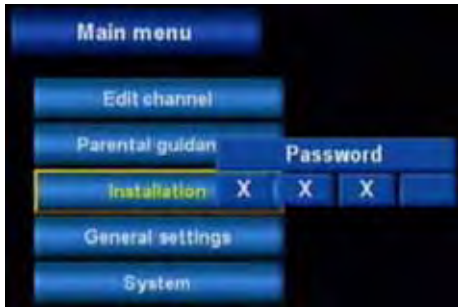 Main menu
Edit channel
Parental guidan
Password
Installation X X X
General settings
System